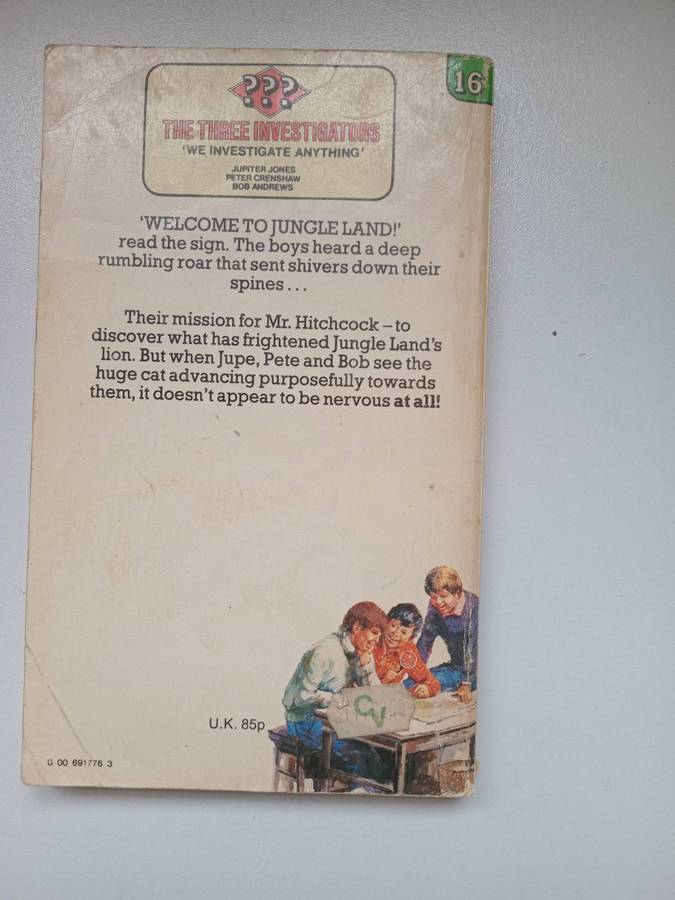 16
???
THE THREE INVESTIGATORS
'WE INVESTIGATE ANYTHING'
JUPITER JONES
PETER CRENSHAW
BOB ANDREWS
'WELCOME TO JUNGLE LAND!'
read the sign. The boys heard a deep
rumbling roar that sent shivers down their
spines...
Their mission for Mr. Hitchcock – to
discover what has frightened Jungle Land's
lion. But when Jupe, Pete and Bob see the
huge cat advancing purposefully towards
them, it doesn't appear to be nervous at all!
CV
U.K. 85p
0 00 691776 3